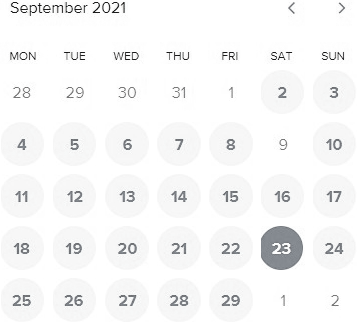 September 2021
MON TUE WED THU FRI SAT SUN
28 29 30 31 1 2 3
4 5 6 7 8 9 10
11 12 13 14 15 16 17
18 19 20 21 22 23 24
25 26 27 28 29 1 2